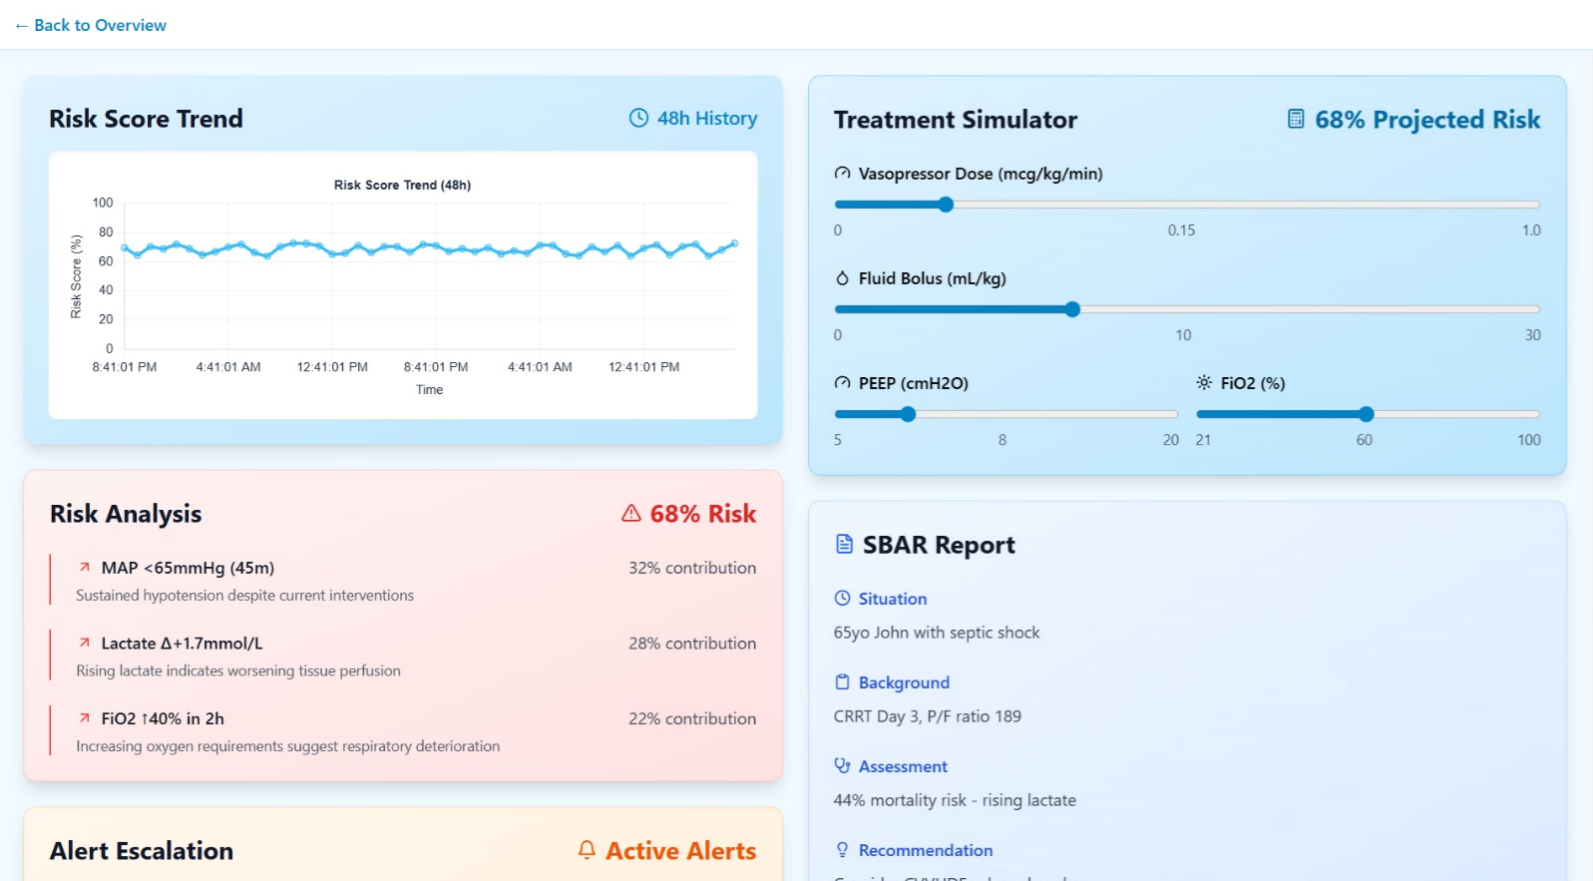 ← Back to Overview
Risk Score Trend
48h History
Risk Score Trend (48h)
100
80
60
40
20
0
Risk Score (%)
8:41:01 PM 4:41:01 AM 12:41:01 PM 8:41:01 PM 4:41:01 AM 12:41:01 PM
Time
Risk Analysis
68% Risk
MAP <65mmHg (45m)
32% contribution
Sustained hypotension despite current interventions
Lactate Δ+1.7mmol/L
28% contribution
Rising lactate indicates worsening tissue perfusion
FiO2 ↑40% in 2h
22% contribution
Increasing oxygen requirements suggest respiratory deterioration
Alert Escalation
Active Alerts
Treatment Simulator
68% Projected Risk
Vasopressor Dose (mcg/kg/min)
0 0.15 1.0
Fluid Bolus (mL/kg)
0 10 30
PEEP (cmH2O)
5 8 20
FiO2 (%)
21 60 100
SBAR Report
Situation
65yo John with septic shock
Background
CRRT Day 3, P/F ratio 189
Assessment
44% mortality risk - rising lactate
Recommendation